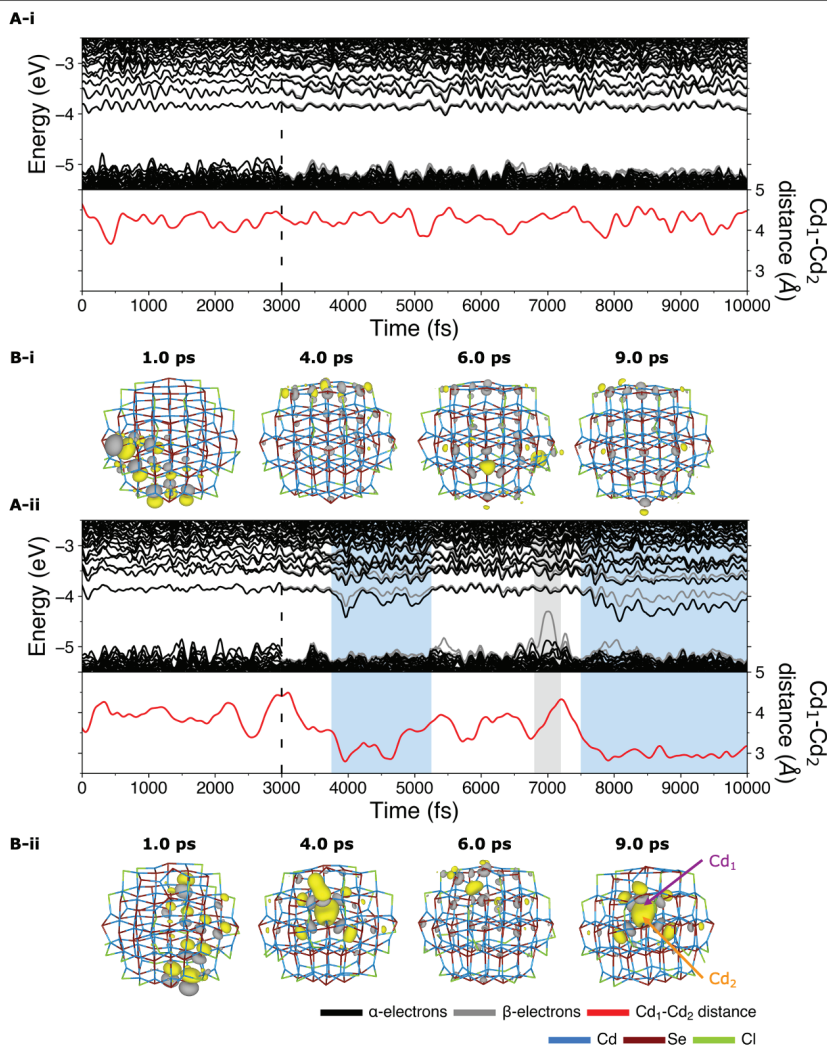 A-i
Energy (eV)
−3
−4
−5
5
4
3
Cd1-Cd2
distance (Å)
0 1000 2000 3000 4000 5000 6000 7000 8000 9000 10000
Time (fs)
B-i
1.0 ps 4.0 ps 6.0 ps 9.0 ps
A-ii
Energy (eV)
−3
−4
−5
5
4
3
Cd1-Cd2
distance (Å)
0 1000 2000 3000 4000 5000 6000 7000 8000 9000 10000
Time (fs)
B-ii
1.0 ps 4.0 ps 6.0 ps 9.0 ps
Cd1
Cd2
α-electrons β-electrons Cd1-Cd2 distance
Cd Se Cl